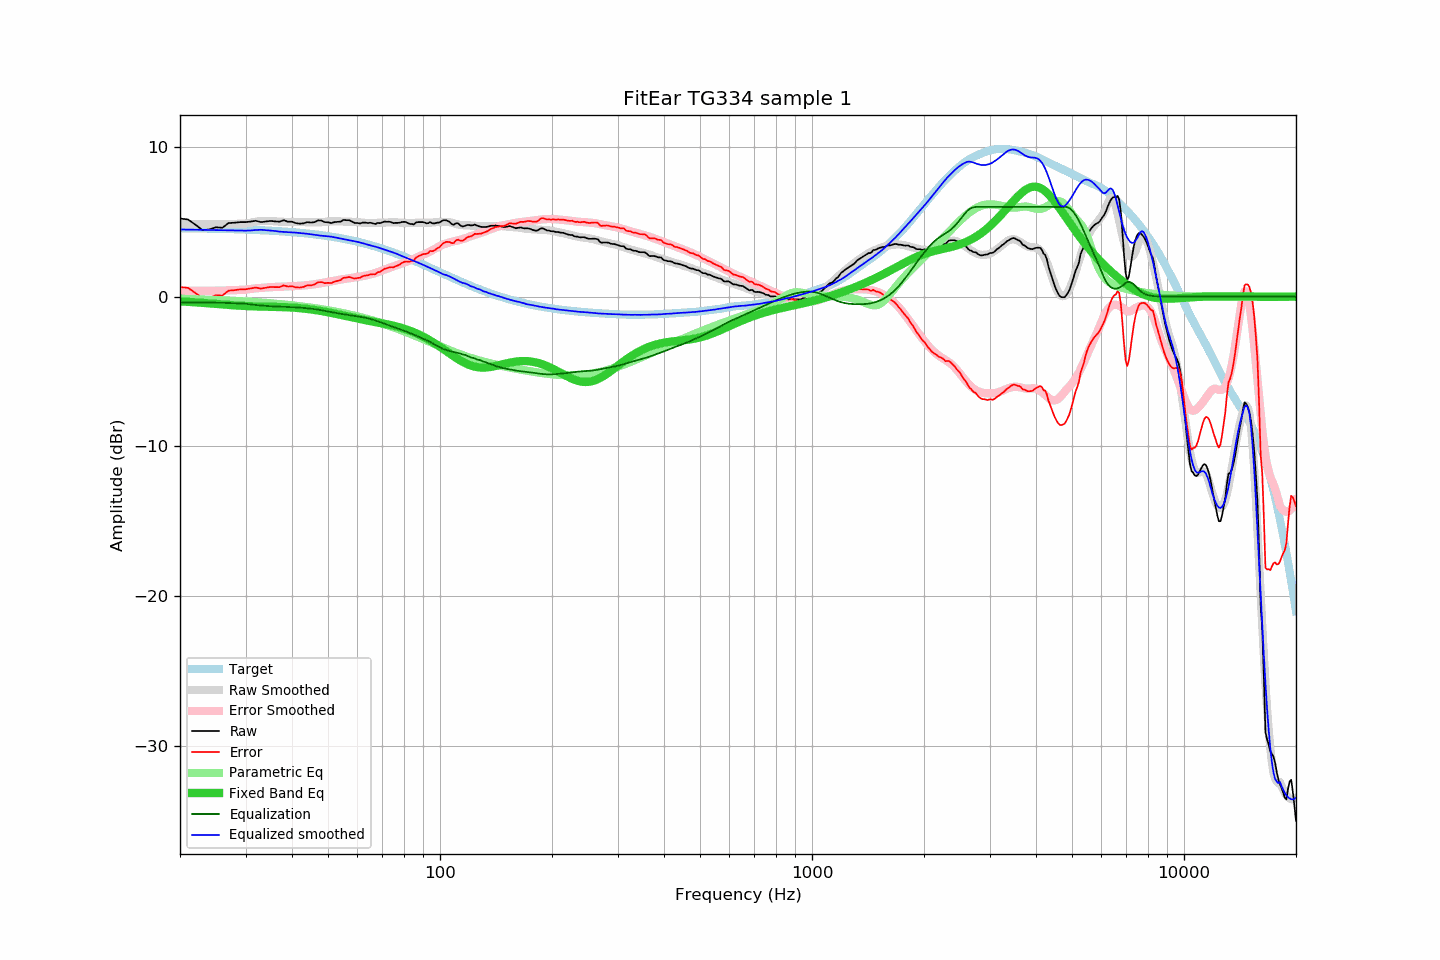 FitEar TG334 sample 1
10
0
−10
−20
−30
Amplitude (dBr)
Target
Raw Smoothed
Error Smoothed
Raw
Error
Parametric Eq
Fixed Band Eq
Equalization
Equalized smoothed
100
1000
10000
Frequency (Hz)